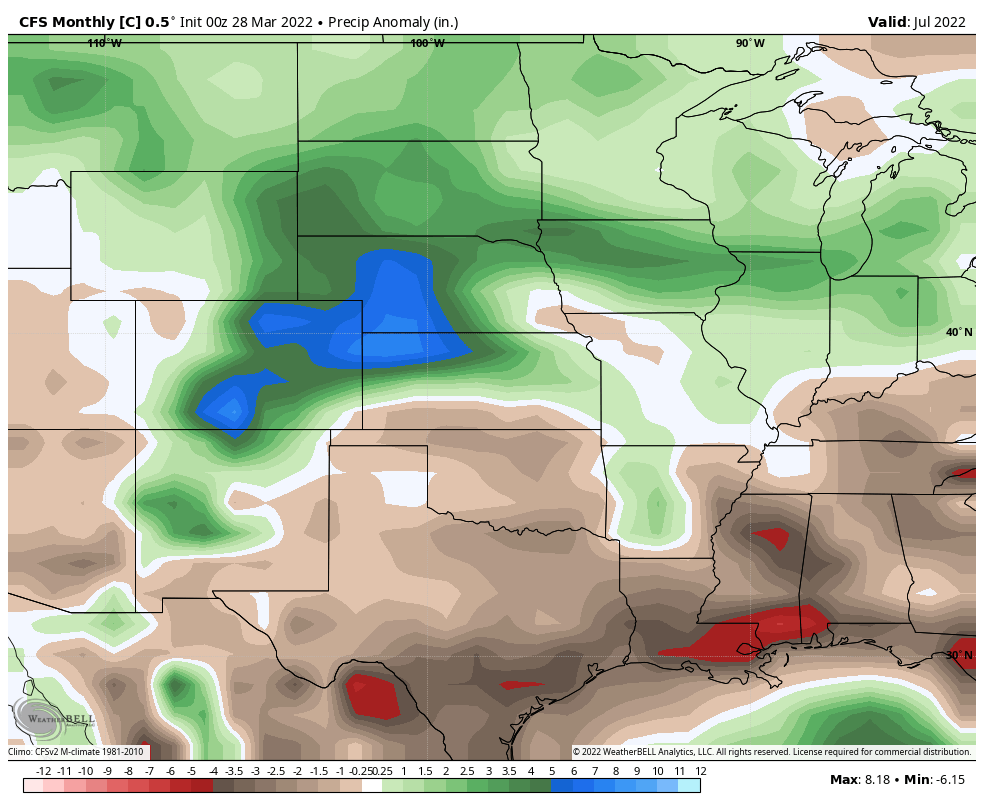 CFS Monthly [C] 0.5° Init 00z 28 Mar 2022 • Precip Anomaly (in.)
Valid: Jul 2022
110°W 100°W 90°W
40°N
30°N
WEATHERBELL
Climo: CFSv2 M-climate 1981-2010
© 2022 WeatherBELL Analytics, LLC. All rights reserved. License required for commercial distribution.
-12 -11 -10 -9 -8 -7 -6 -5 -4 -3.5 -3 -2.5 -2 -1.5 -1 -0.25 0.25 1 1.5 2 2.5 3 3.5 4 5 6 7 8 9 10 11 12
Max: 8.18 • Min: -6.15